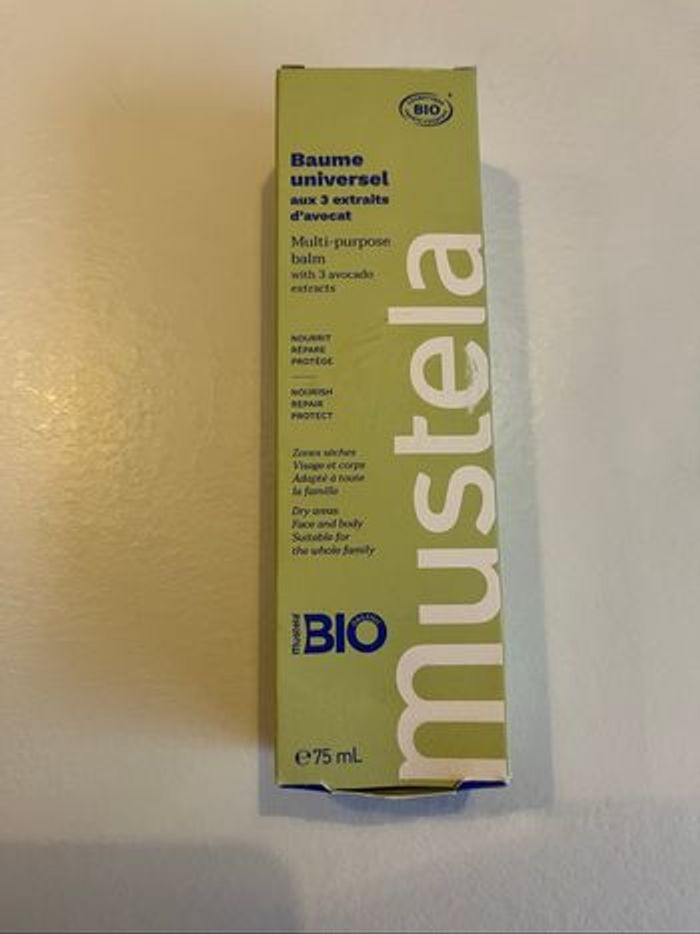 BIO
Baume
universel
aux 3 extraits
d'avocat
Multi-purpose
balm
with 3 avocado
extracts
NOURRIT
RÉPARE
PROTÈGE
NOURISH
REPAIR
PROTECT
Zones sèches
Visage et corps
Adapté à toute
la famille
Dry areas
Face and body
Suitable for
the whole family
mustela
BIO
ORGANIC
℮75 mL
mustela